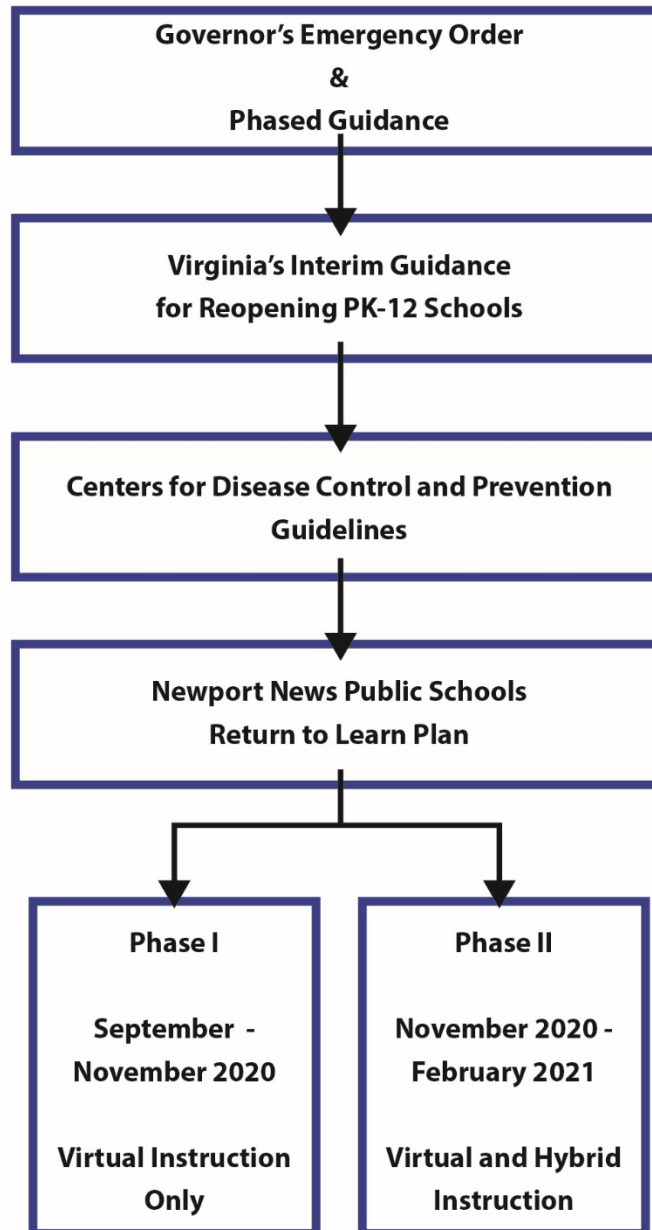 Governor’s Emergency Order
&
Phased Guidance
Virginia’s Interim Guidance
for Reopening PK-12 Schools
Centers for Disease Control and Prevention
Guidelines
Newport News Public Schools
Return to Learn Plan
Phase I
September -
November 2020
Virtual Instruction
Only
Phase II
November 2020 -
February 2021
Virtual and Hybrid
Instruction